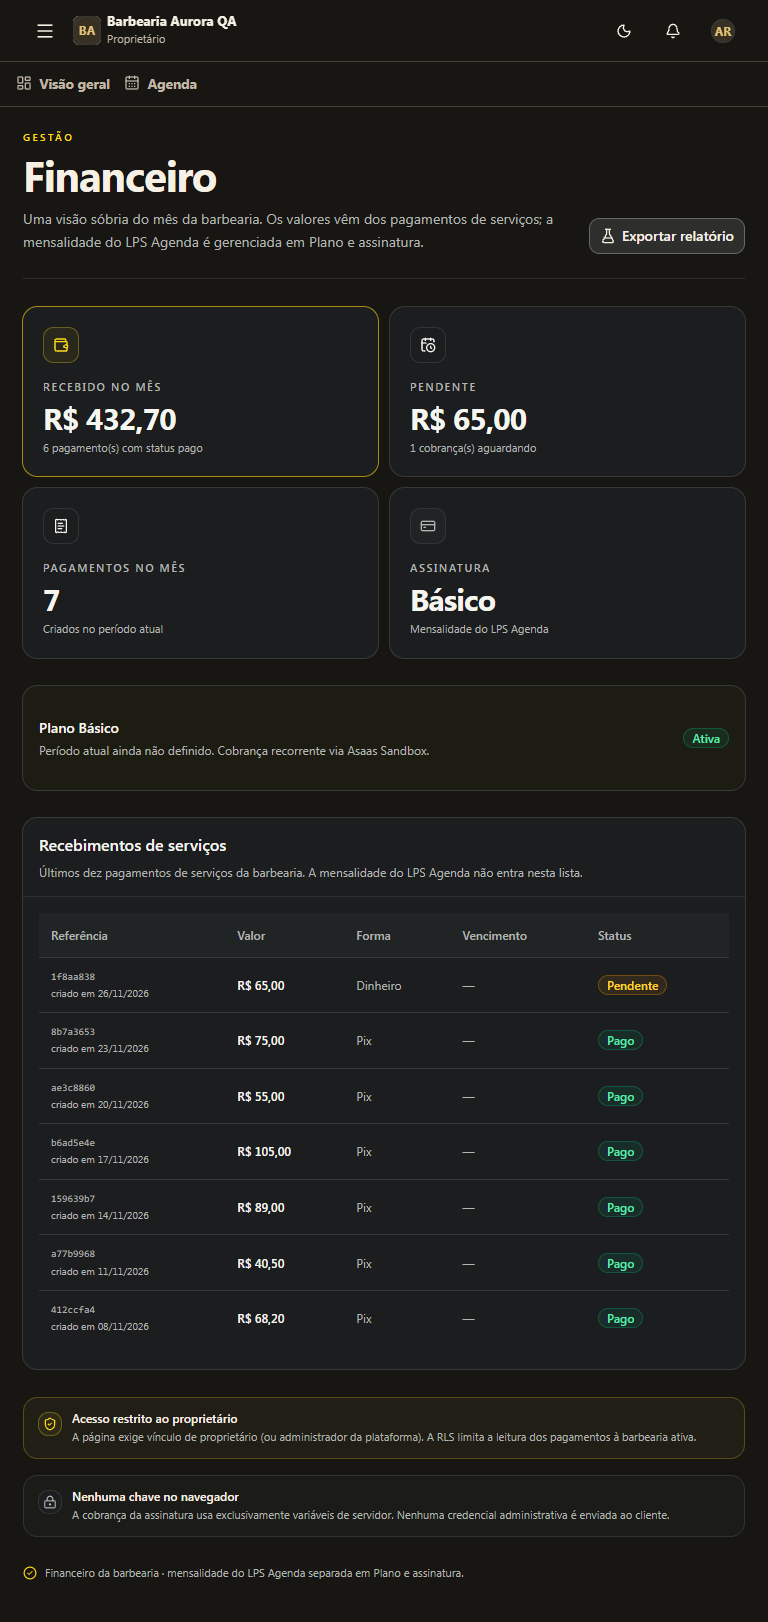 BA
Barbearia Aurora QA
Proprietário
AR
Visão geral
Agenda
GESTÃO
Financeiro
Uma visão sóbria do mês da barbearia. Os valores vêm dos pagamentos de serviços; a
mensalidade do LPS Agenda é gerenciada em Plano e assinatura.
Exportar relatório
RECEBIDO NO MÊS
R$ 432,70
6 pagamento(s) com status pago
PENDENTE
R$ 65,00
1 cobrança(s) aguardando
PAGAMENTOS NO MÊS
7
Criados no período atual
ASSINATURA
Básico
Mensalidade do LPS Agenda
Plano Básico
Período atual ainda não definido. Cobrança recorrente via Asaas Sandbox.
Ativa
Recebimentos de serviços
Últimos dez pagamentos de serviços da barbearia. A mensalidade do LPS Agenda não entra nesta lista.
Referência Valor Forma Vencimento Status
1f8aa838
criado em 26/11/2026
R$ 65,00 Dinheiro — Pendente
8b7a3653
criado em 23/11/2026
R$ 75,00 Pix — Pago
ae3c8860
criado em 20/11/2026
R$ 55,00 Pix — Pago
b6ad5e4e
criado em 17/11/2026
R$ 105,00 Pix — Pago
159639b7
criado em 14/11/2026
R$ 89,00 Pix — Pago
a77b9968
criado em 11/11/2026
R$ 40,50 Pix — Pago
412ccfa4
criado em 08/11/2026
R$ 68,20 Pix — Pago
Acesso restrito ao proprietário
A página exige vínculo de proprietário (ou administrador da plataforma). A RLS limita a leitura dos pagamentos à barbearia ativa.
Nenhuma chave no navegador
A cobrança da assinatura usa exclusivamente variáveis de servidor. Nenhuma credencial administrativa é enviada ao cliente.
Financeiro da barbearia · mensalidade do LPS Agenda separada em Plano e assinatura.